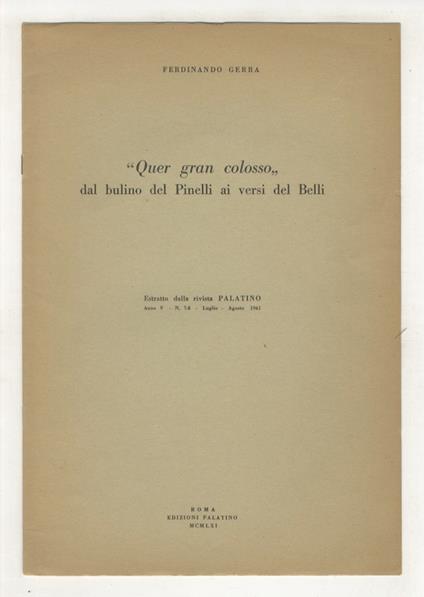 FERDINANDO GERRA
“Quer gran colosso„
dal bulino del Pinelli ai versi del Belli
Estratto dalla rivista PALATINO
Anno V - N. 7-8 - Luglio - Agosto 1961
ROMA
EDIZIONI PALATINO
MCMLXI